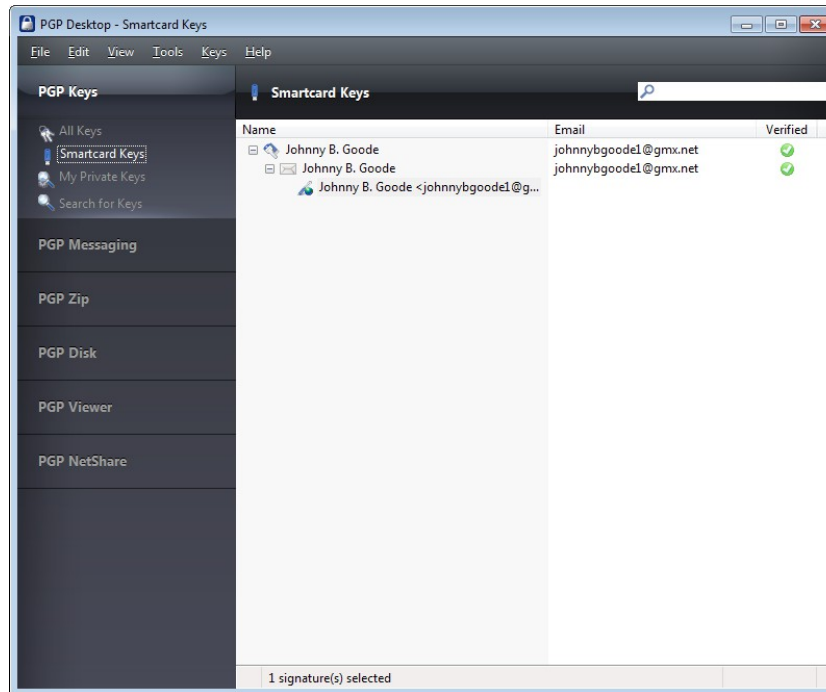 PGP Desktop - Smartcard Keys
File Edit View Tools Keys Help
PGP Keys
All Keys
Smartcard Keys
My Private Keys
Search for Keys
PGP Messaging
PGP Zip
PGP Disk
PGP Viewer
PGP NetShare
Smartcard Keys
Name Email Verified
Johnny B. Goode johnnybgoode1@gmx.net
Johnny B. Goode johnnybgoode1@gmx.net
Johnny B. Goode <johnnybgoode1@g...
1 signature(s) selected